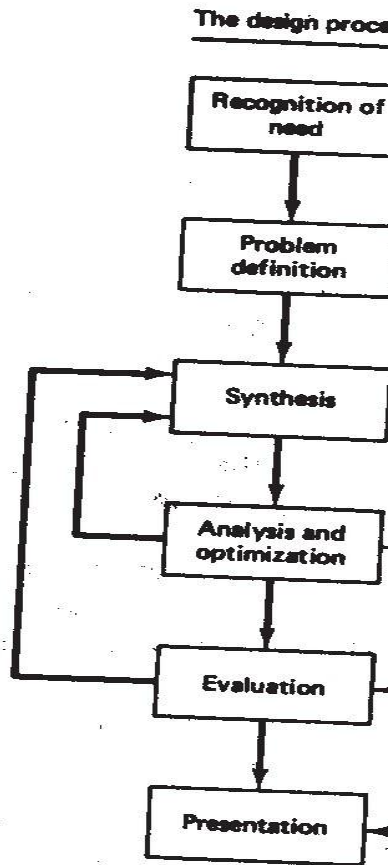 The design proce
Recognition of
need
Problem
definition
Synthesis
Analysis and
optimization
Evaluation
Presentation